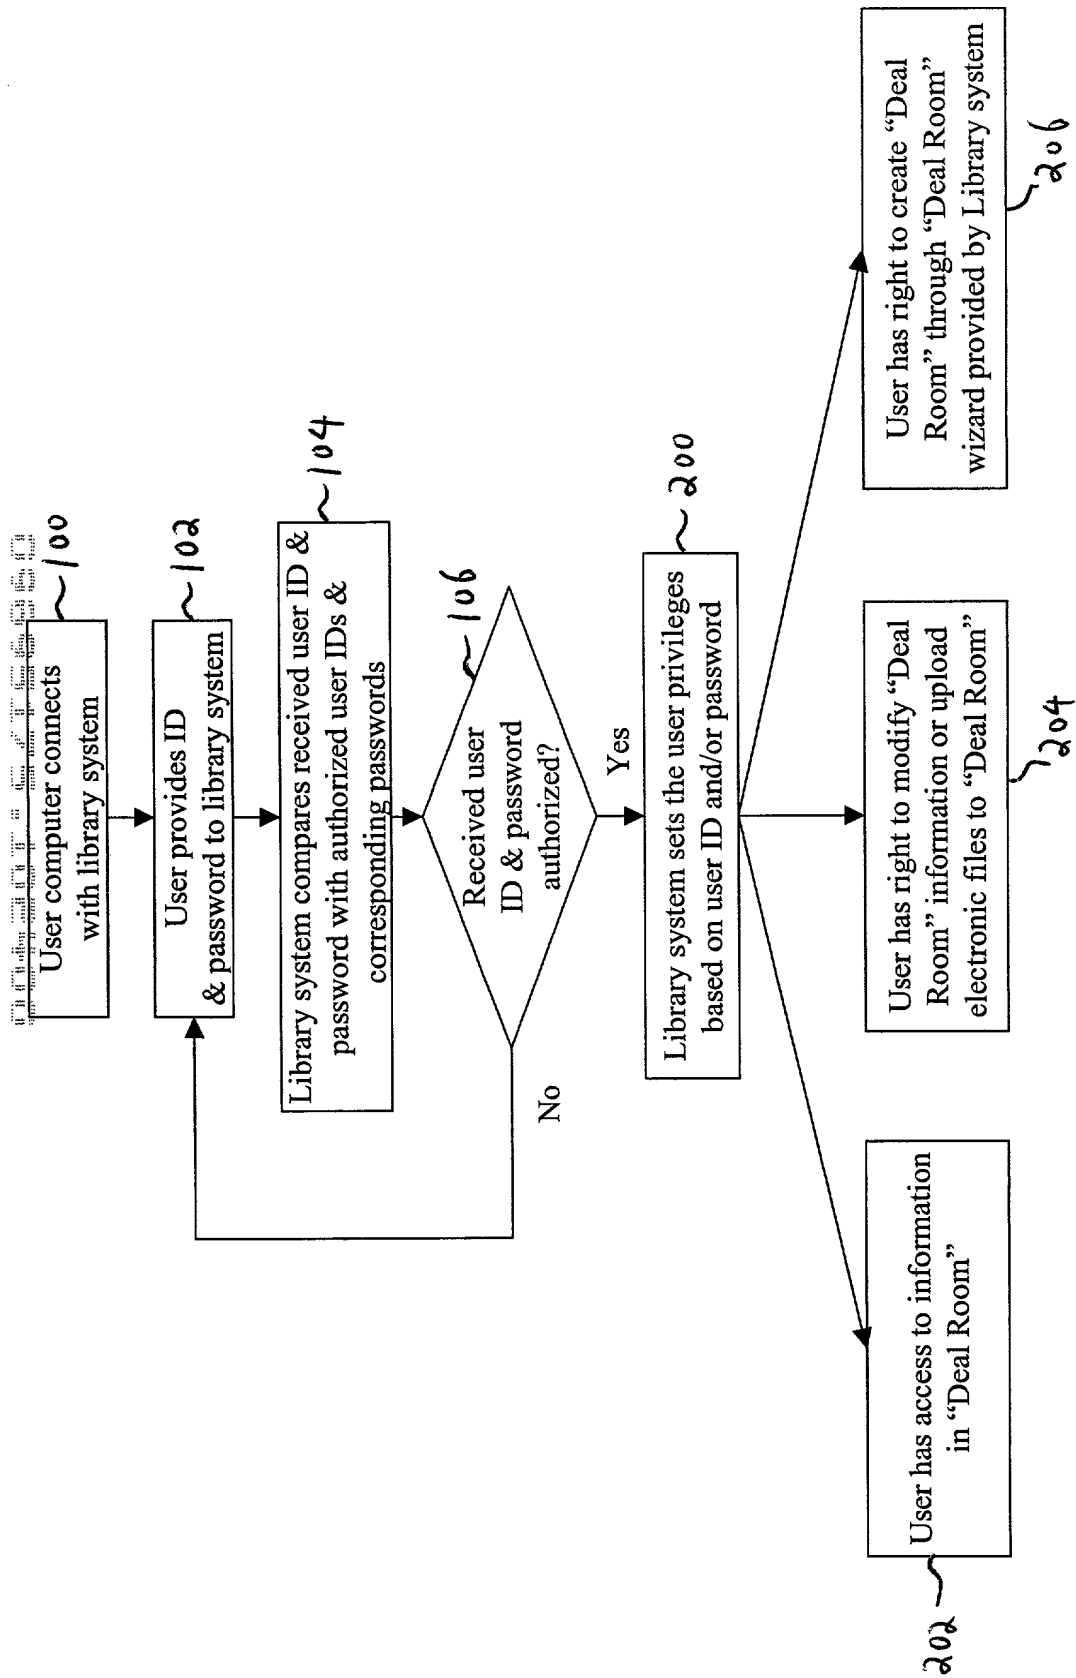 User computer connects
with library system
100
User provides ID
& password to library system
102
Library system compares received user ID &
password with authorized user IDs &
corresponding passwords
104
Received user
ID & password
authorized?
106
No
Yes
Library system sets the user privileges
based on user ID and/or password
200
User has access to information
in “Deal Room”
202
User has right to modify “Deal
Room” information or upload
electronic files to “Deal Room”
204
User has right to create “Deal
Room” through “Deal Room”
wizard provided by Library system
206